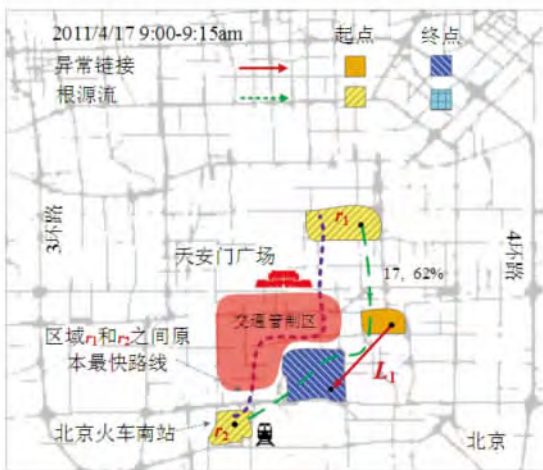 2011/4/17 9:00-9:15am
起点
终点
异常链接
根源流
r₁
3环路
天安门广场
4环路
17, 62%
交通管制区
区域r₁和r₂之间原
本最快路线
L₁
北京火车南站
r₂
北京